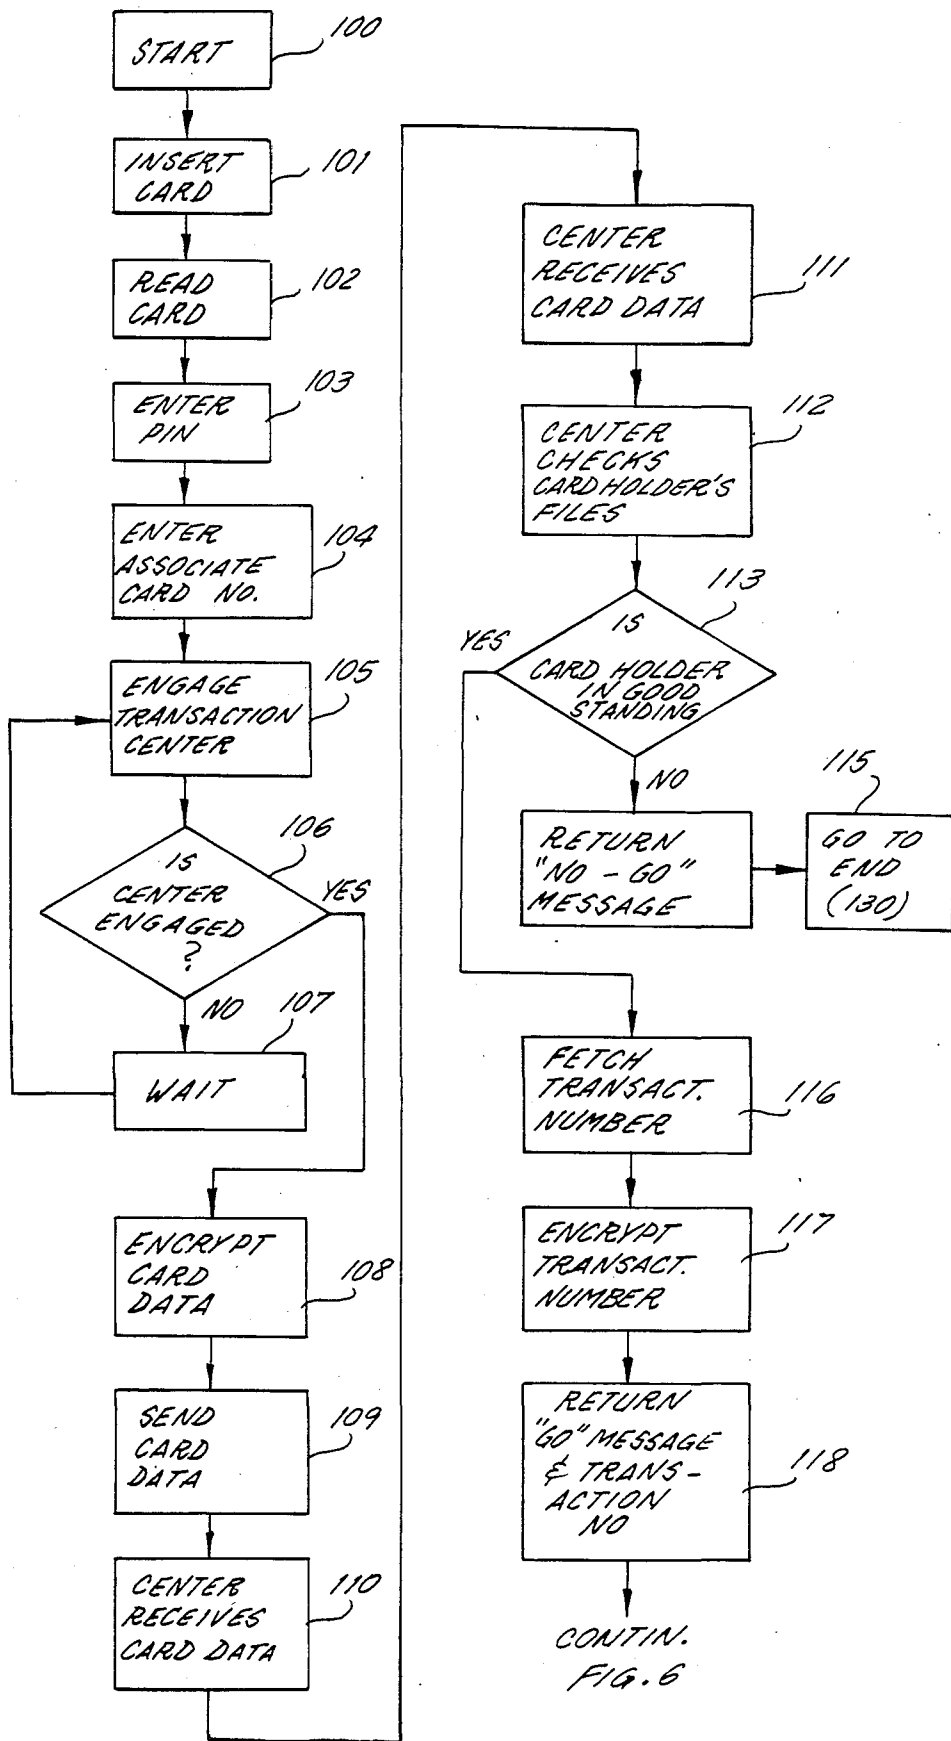 START
100
INSERT
CARD
101
READ
CARD
102
ENTER
PIN
103
ENTER
ASSOCIATE
CARD NO.
104
ENGAGE
TRANSACTION
CENTER
105
IS
CENTER
ENGAGED
?
106
YES
NO
107
WAIT
ENCRYPT
CARD
DATA
108
SEND
CARD
DATA
109
CENTER
RECEIVES
CARD DATA
110
CENTER
RECEIVES
CARD DATA
111
CENTER
CHECKS
CARDHOLDER'S
FILES
112
IS
CARD HOLDER
IN GOOD
STANDING
113
YES
NO
RETURN
"NO - GO"
MESSAGE
115
GO TO
END
(130)
FETCH
TRANSACT.
NUMBER
116
ENCRYPT
TRANSACT.
NUMBER
117
RETURN
"GO" MESSAGE
& TRANS-
ACTION
NO
118
CONTIN.
FIG. 6